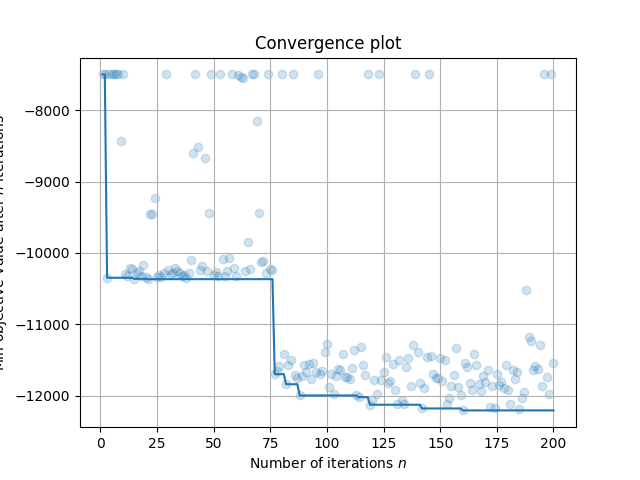 Convergence plot
−8000
−9000
−10000
−11000
−12000
objective value after n iterations
0 25 50 75 100 125 150 175 200
Number of iterations n